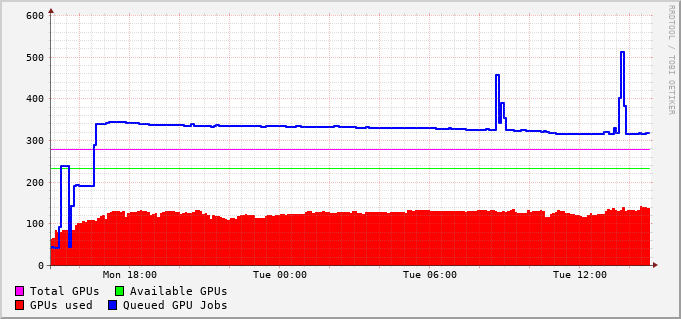 RRDTOOL / TOBI OETIKER
600
500
400
300
200
100
0
Mon 18:00 Tue 00:00 Tue 06:00 Tue 12:00
Total GPUs Available GPUs
GPUs used Queued GPU Jobs